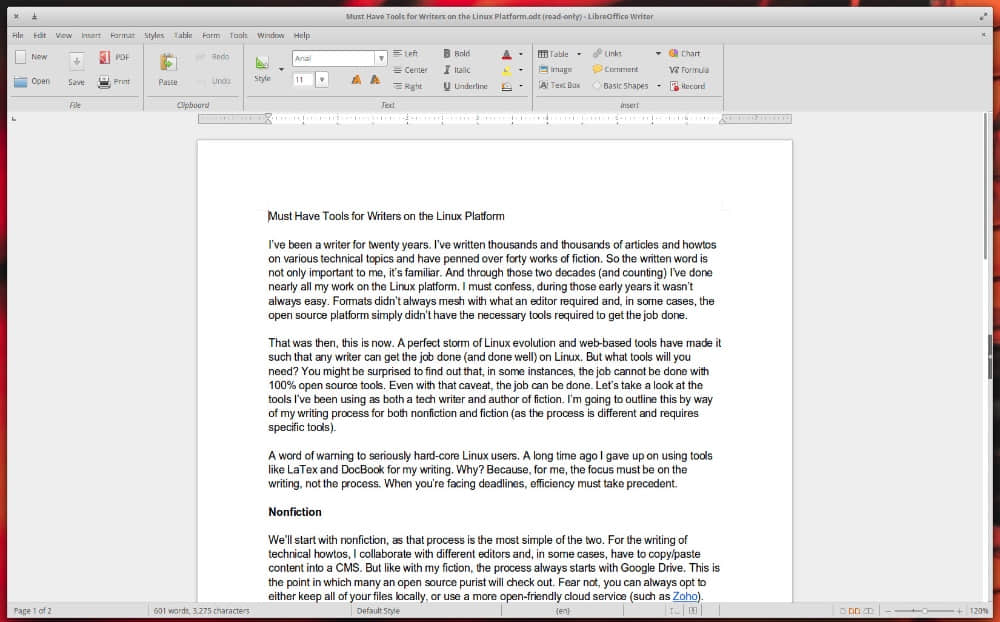 Must Have Tools for Writers on the Linux Platform.odt (read-only) - LibreOffice Writer
File Edit View Insert Format Styles Table Form Tools Window Help
New PDF Redo Arial Left Bold Table Links Chart
Open Save Print Paste Undo Style 11 Center Italic Image Comment Formula
Right Underline Text Box Basic Shapes Record
File Clipboard Text Insert
Must Have Tools for Writers on the Linux Platform
I've been a writer for twenty years. I've written thousands and thousands of articles and howtos
on various technical topics and have penned over forty works of fiction. So the written word is
not only important to me, it's familiar. And through those two decades (and counting) I've done
nearly all my work on the Linux platform. I must confess, during those early years it wasn't
always easy. Formats didn't always mesh with what an editor required and, in some cases, the
open source platform simply didn't have the necessary tools required to get the job done.
That was then, this is now. A perfect storm of Linux evolution and web-based tools have made it
such that any writer can get the job done (and done well) on Linux. But what tools will you
need? You might be surprised to find out that, in some instances, the job cannot be done with
100% open source tools. Even with that caveat, the job can be done. Let's take a look at the
tools I've been using as both a tech writer and author of fiction. I'm going to outline this by way
of my writing process for both nonfiction and fiction (as the process is different and requires
specific tools).
A word of warning to seriously hard-core Linux users. A long time ago I gave up on using tools
like LaTex and DocBook for my writing. Why? Because, for me, the focus must be on the
writing, not the process. When you're facing deadlines, efficiency must take precedent.
Nonfiction
We'll start with nonfiction, as that process is the most simple of the two. For the writing of
technical howtos, I collaborate with different editors and, in some cases, have to copy/paste
content into a CMS. But like with my fiction, the process always starts with Google Drive. This is
the point in which many an open source purist will check out. Fear not, you can always opt to
either keep all of your files locally, or use a more open-friendly cloud service (such as Zoho).
Page 1 of 2 601 words, 3,275 characters Default Style {en} 120%